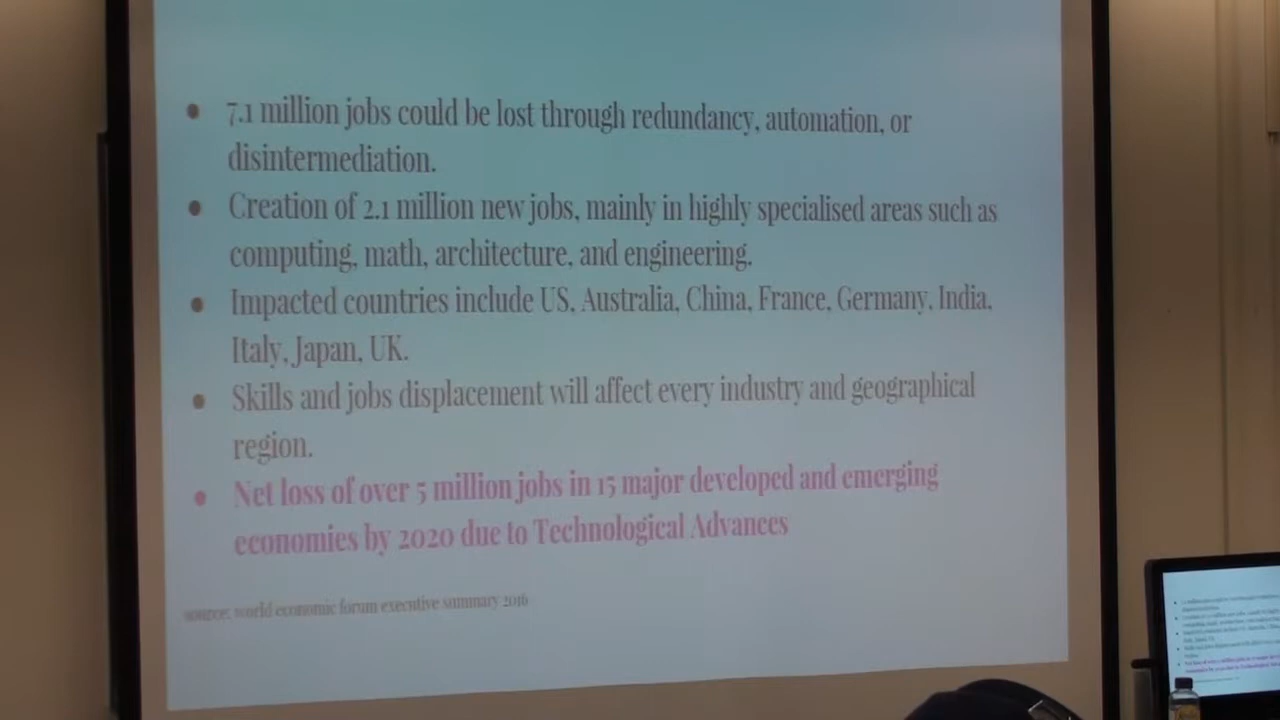 7.1 million jobs could be lost through redundancy, automation, or
disintermediation.
Creation of 2.1 million new jobs, mainly in highly specialised areas such as
computing, math, architecture, and engineering.
Impacted countries include US, Australia, China, France, Germany, India,
Italy, Japan, UK.
Skills and jobs displacement will affect every industry and geographical
region.
Net loss of over 5 million jobs in 15 major developed and emerging
economies by 2020 due to Technological Advances
source: world economic forum executive summary 2016